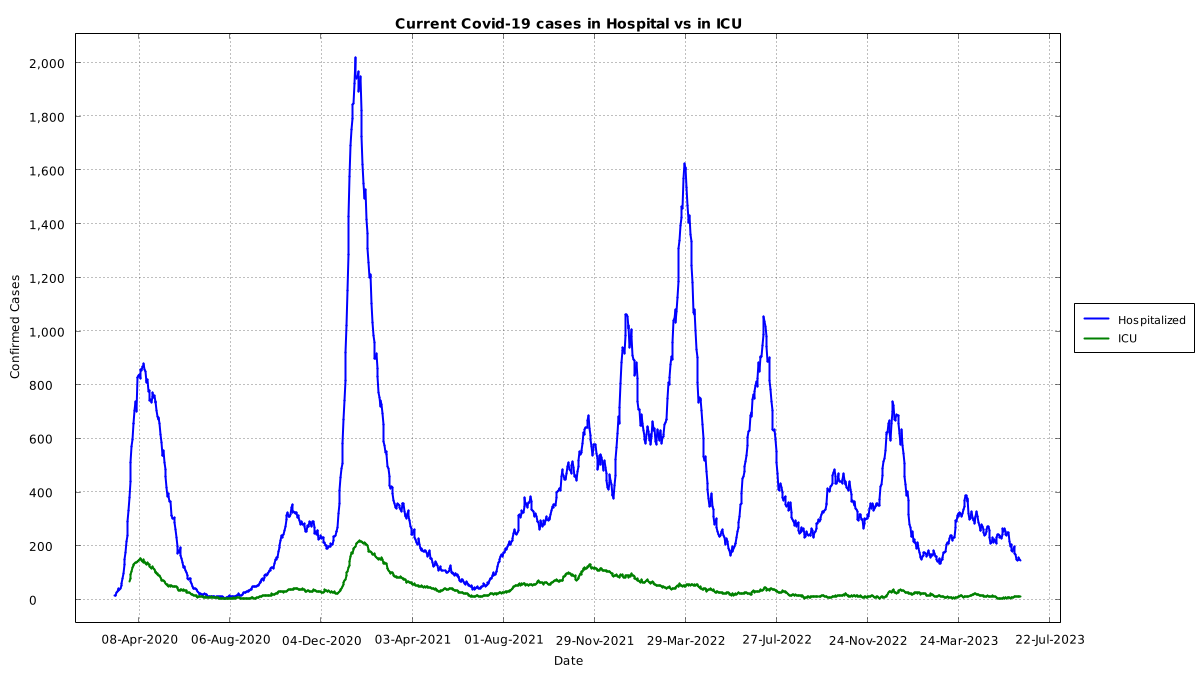 Current Covid-19 cases in Hospital vs in ICU
2,000
1,800
1,600
1,400
1,200
1,000
800
600
400
200
0
Confirmed Cases
08-Apr-2020 06-Aug-2020 04-Dec-2020 03-Apr-2021 01-Aug-2021 29-Nov-2021 29-Mar-2022 27-Jul-2022 24-Nov-2022 24-Mar-2023 22-Jul-2023
Date
Hospitalized
ICU